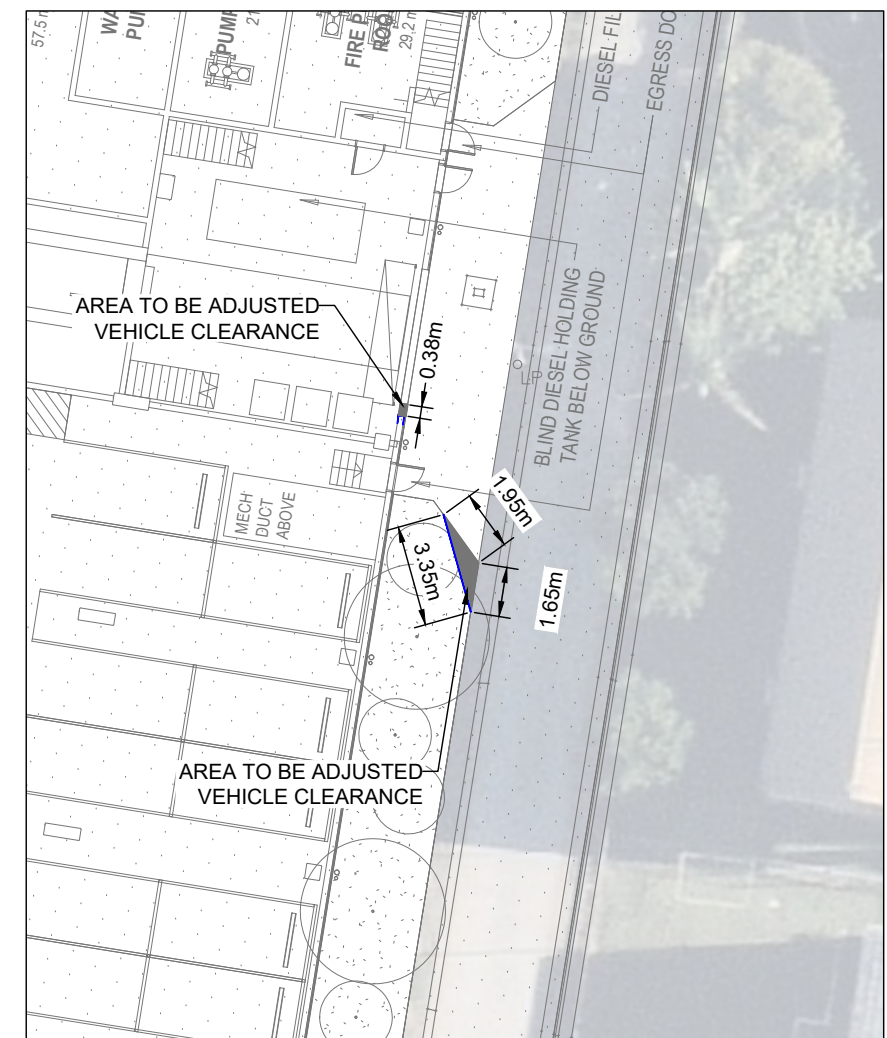 57.5 m
PUMP
21
29.2 m
DIESEL FIL
EGRESS DO
AREA TO BE ADJUSTED
VEHICLE CLEARANCE
0.38m
LP
BLIND DIESEL HOLDING
TANK BELOW GROUND
MECH
DUCT
ABOVE
1.95m
3.35m
1.65m
AREA TO BE ADJUSTED
VEHICLE CLEARANCE